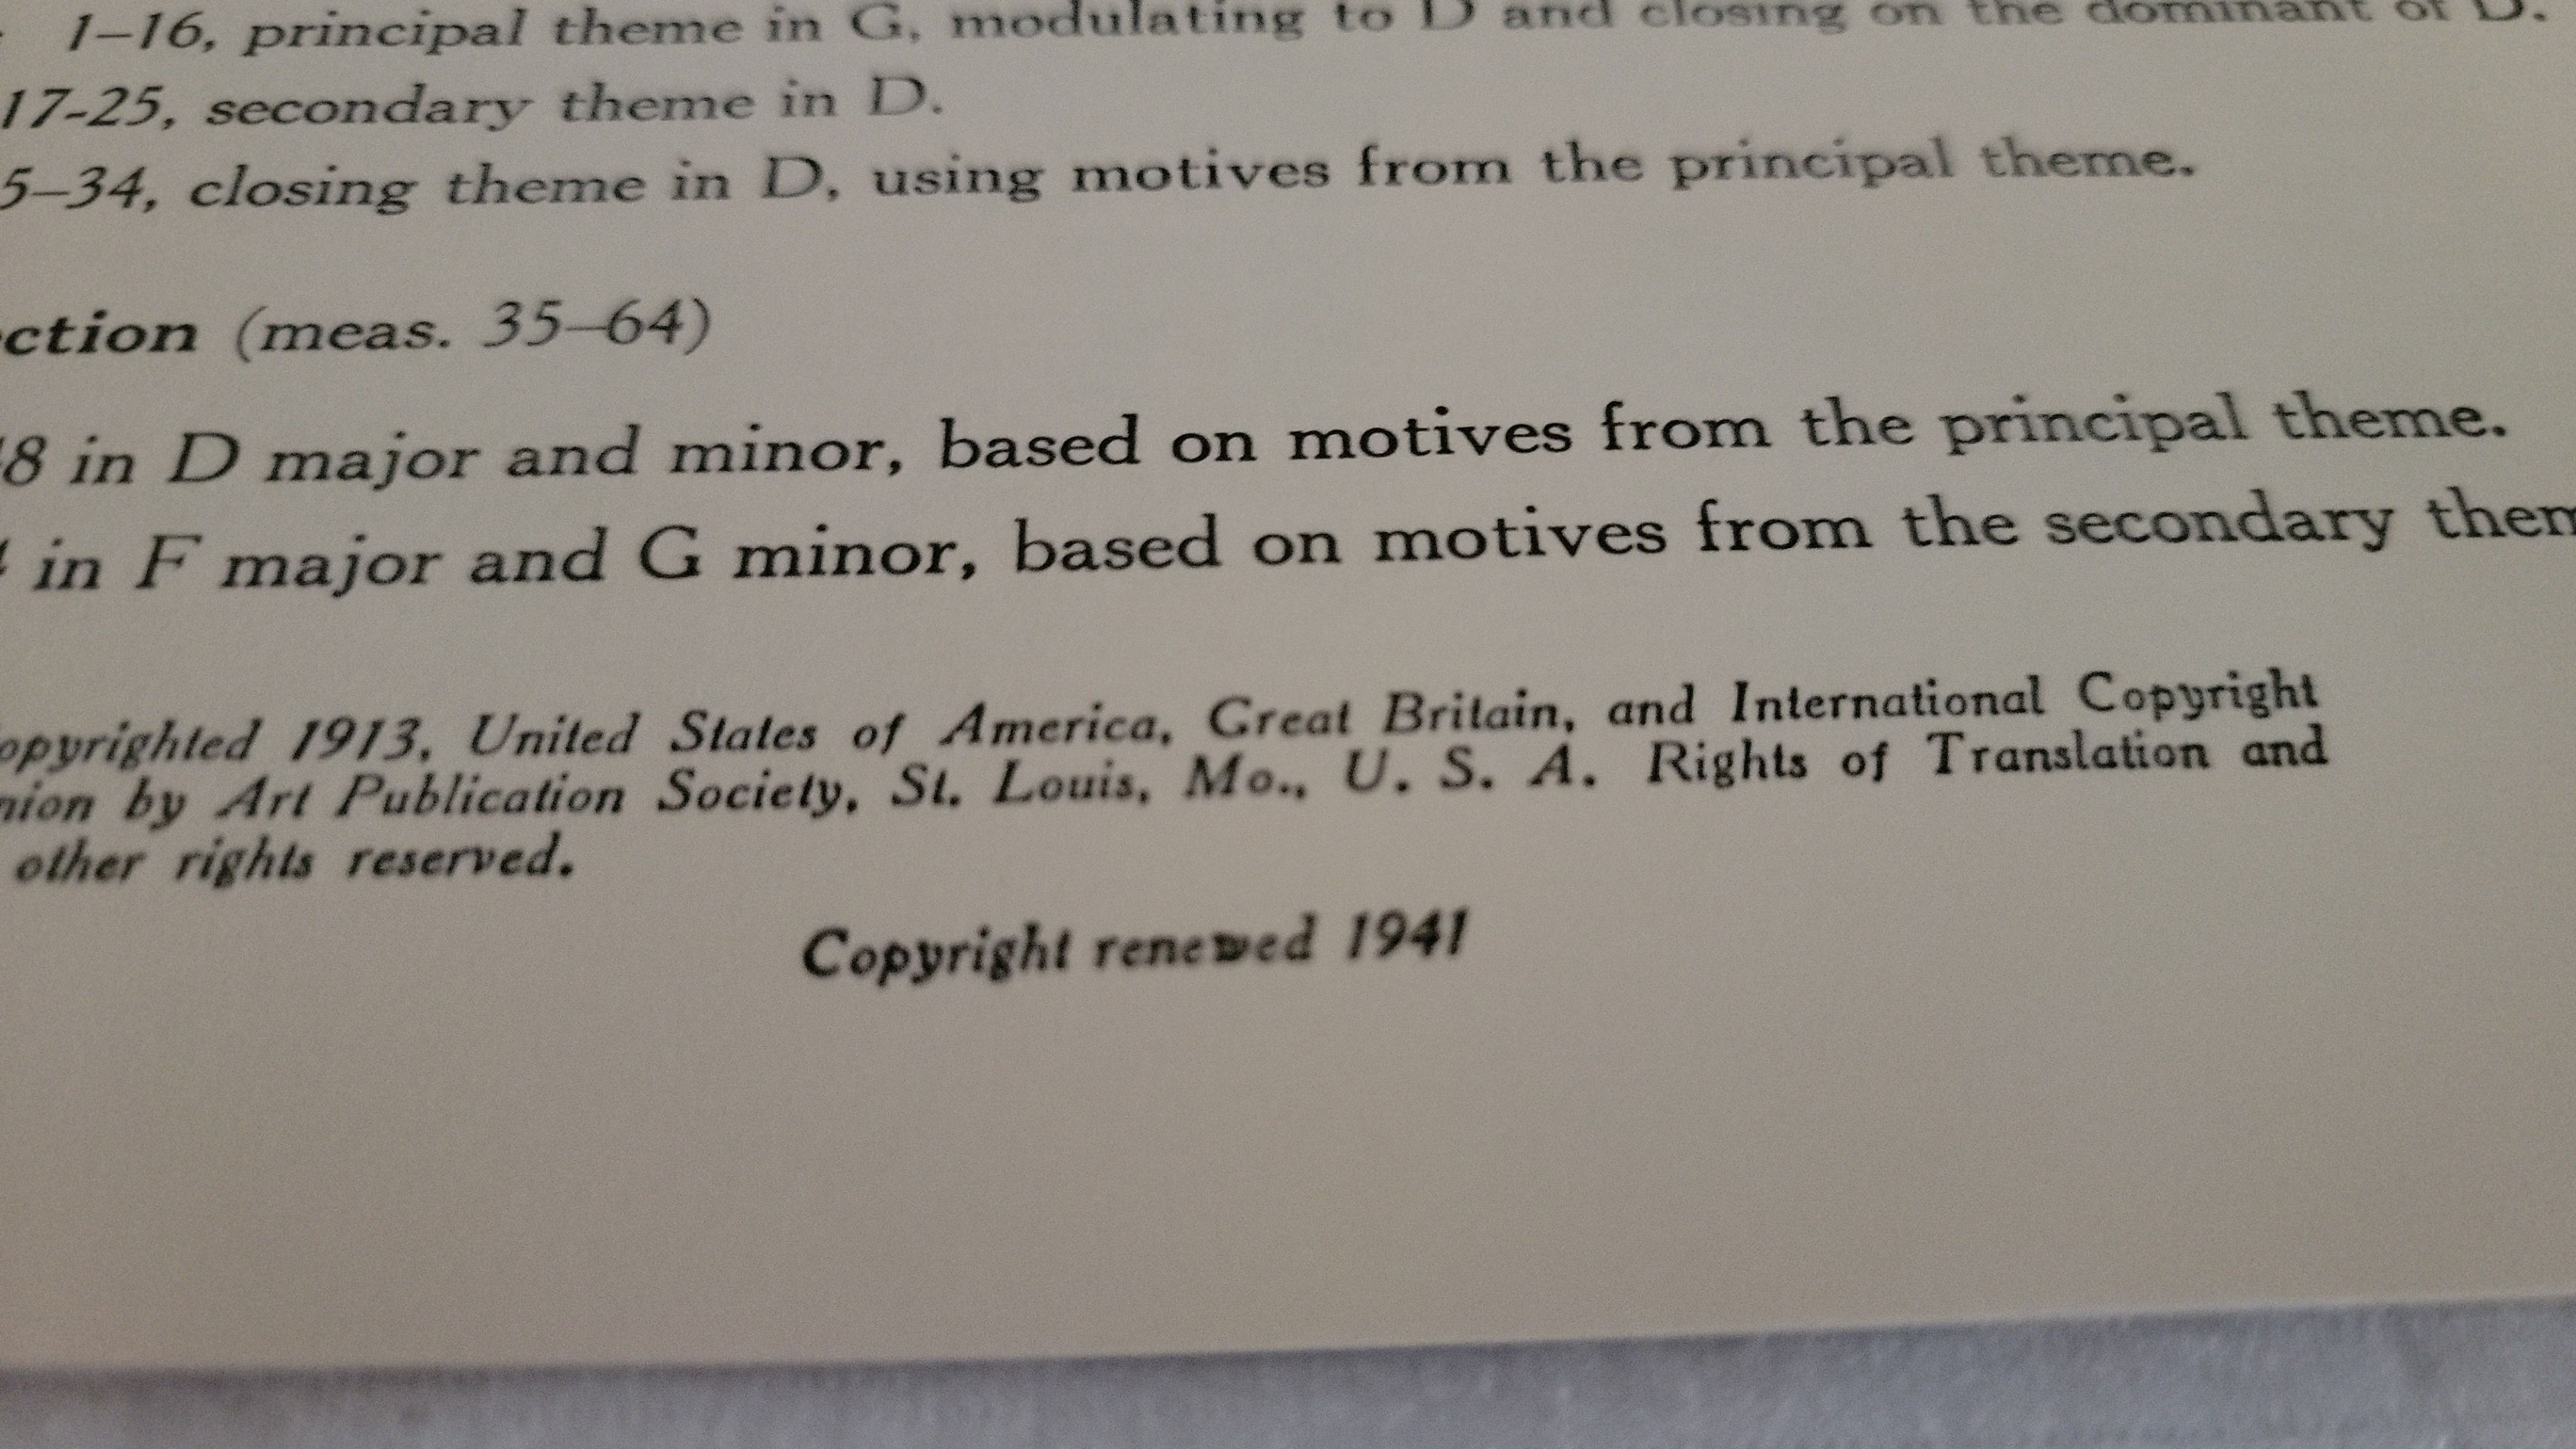 1–16, principal theme in G, modulating to D and closing on the dominant of D.
17-25, secondary theme in D.
5–34, closing theme in D, using motives from the principal theme.
ction (meas. 35–64)
8 in D major and minor, based on motives from the principal theme.
in F major and G minor, based on motives from the secondary them
opyrighted 1913, United States of America, Great Britain, and International Copyright
nion by Art Publication Society, St. Louis, Mo., U. S. A. Rights of Translation and
other rights reserved.
Copyright renewed 1941